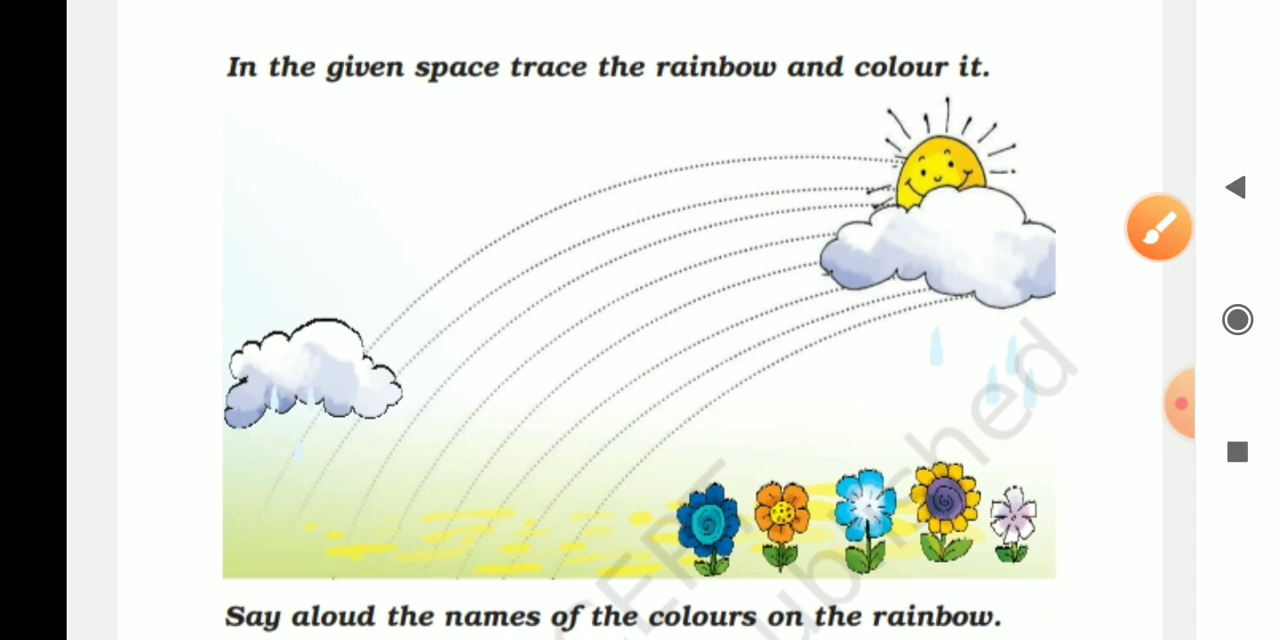 In the given space trace the rainbow and colour it.
Say aloud the names of the colours on the rainbow.